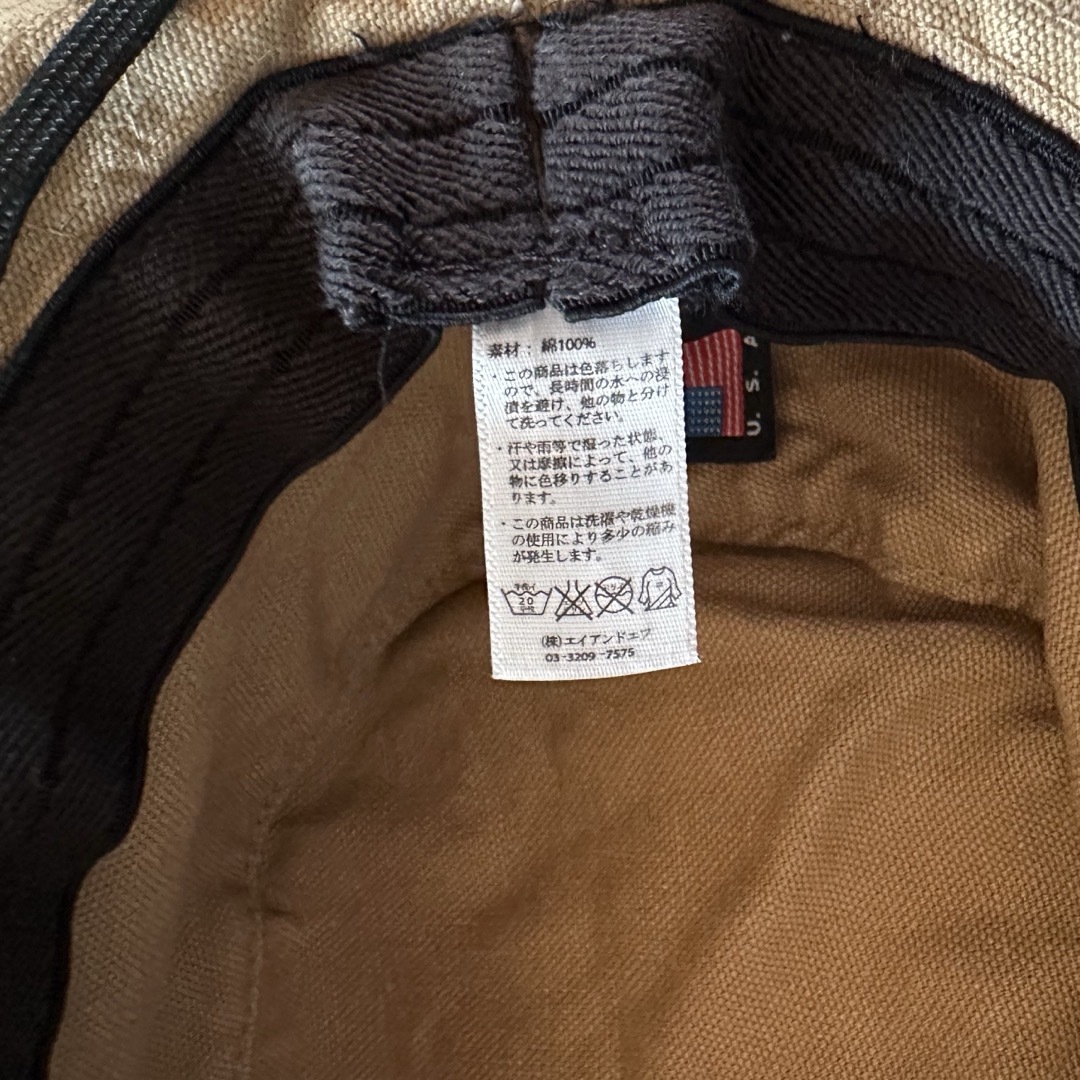 素材：綿100%
・この商品は色落ちします
ので、長時間の水への浸
漬を避け、他の物と分け
て洗ってください。
・汗や雨等で湿った状態、
又は摩擦によって、他の
物に色移りすることがあ
ります。
・この商品は洗濯や乾燥機
の使用により多少の縮み
が発生します。
20
(株)エイアンドエフ
03-3209-7575
U. S. A